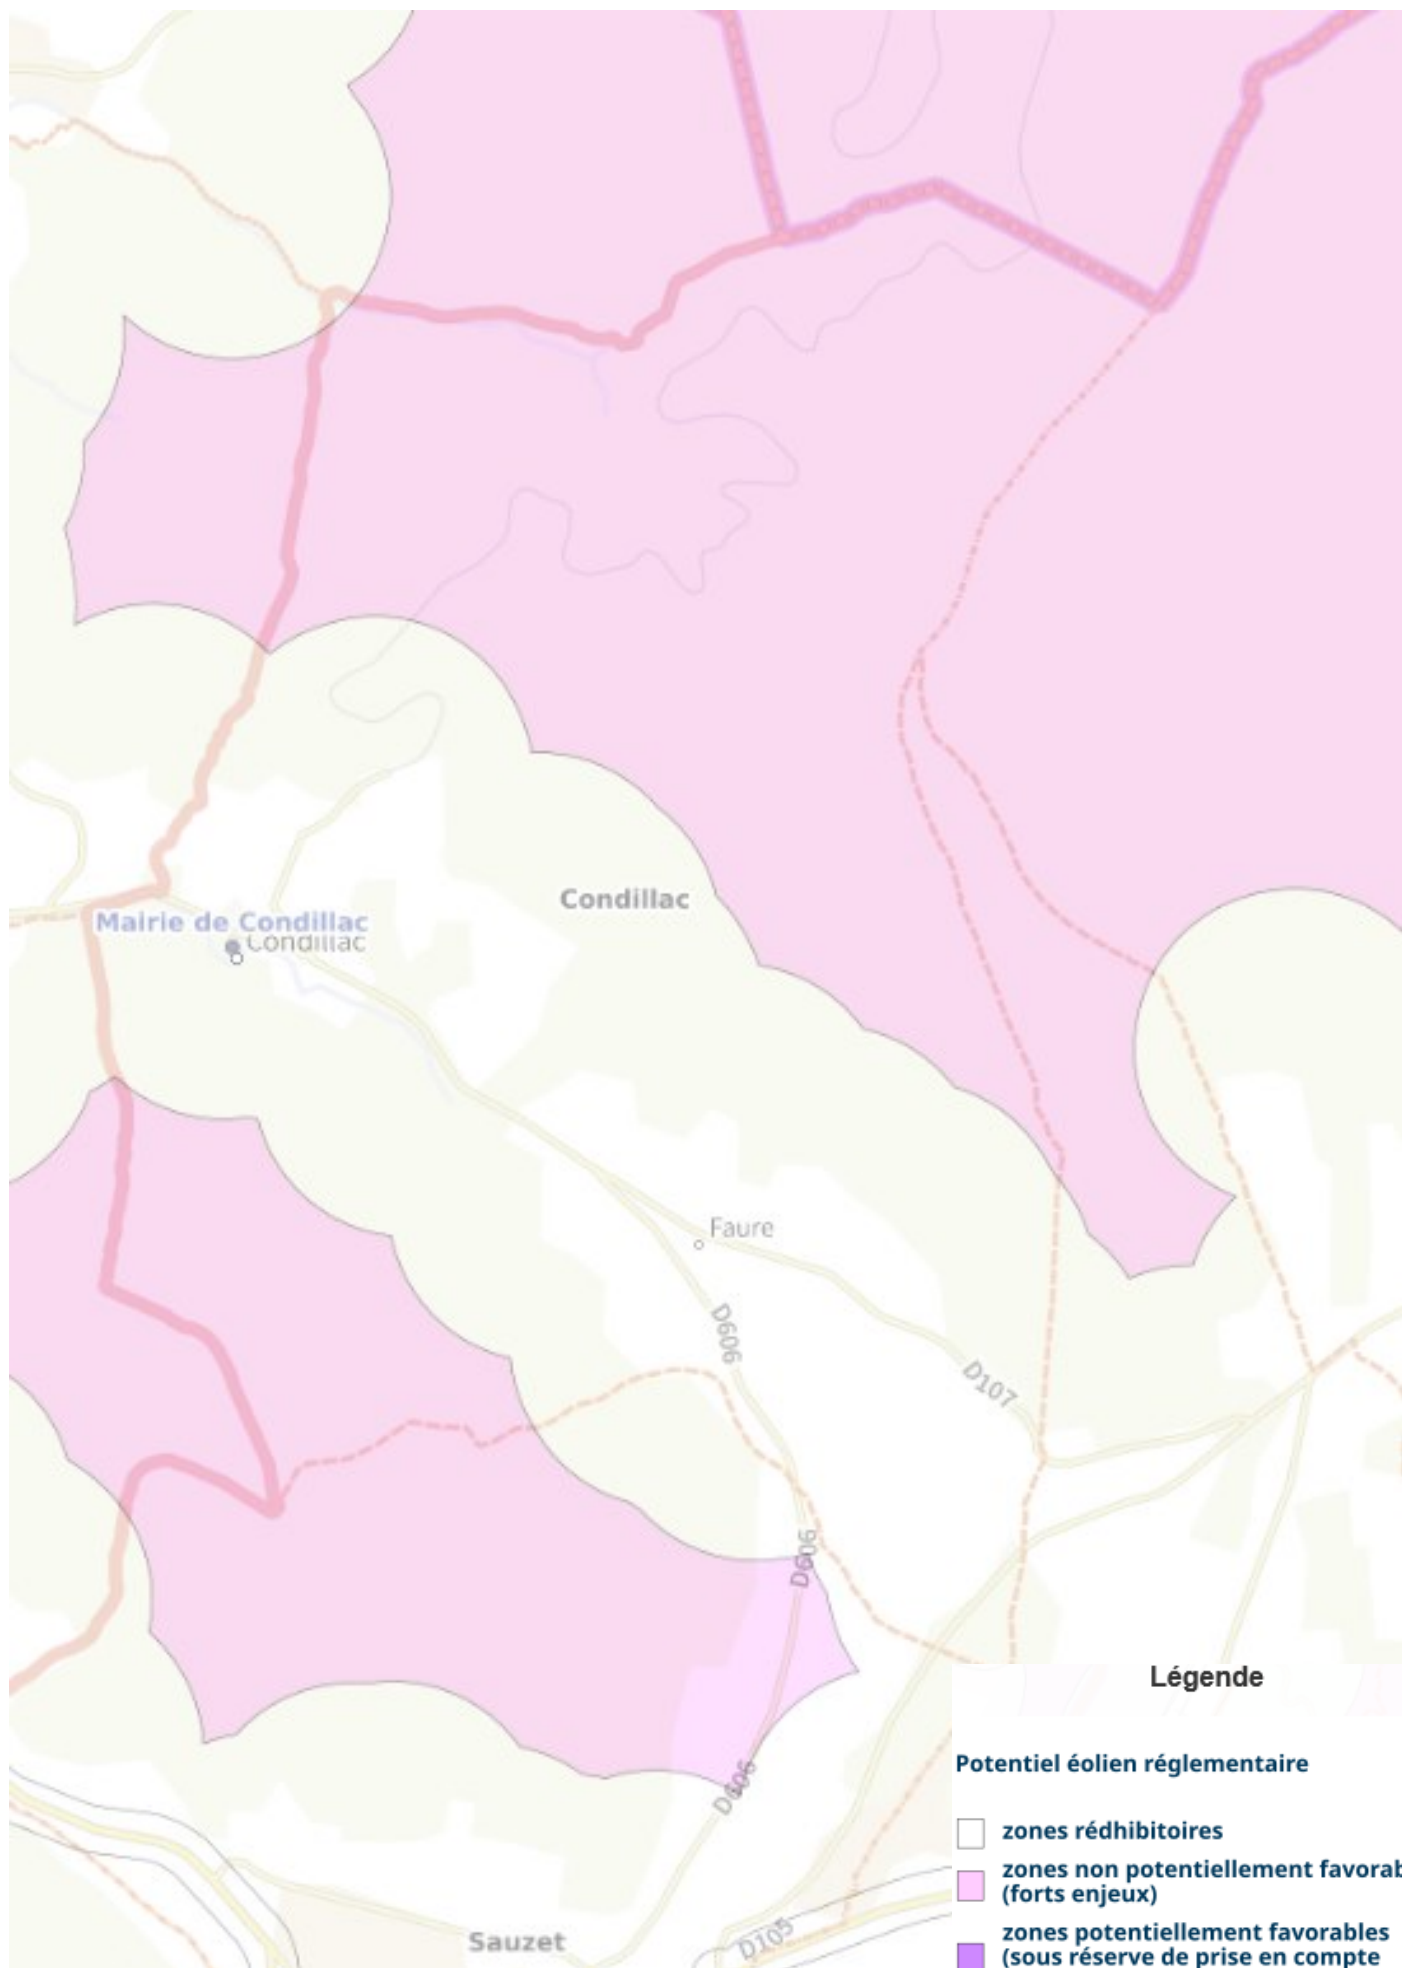 Condillac
Mairie de Condillac
Condillac
Faure
D606
D107
D606
D606
Sauzet
D105
Légende
Potentiel éolien réglementaire
zones rédhibitoires
zones non potentiellement favorab
(forts enjeux)
zones potentiellement favorables
(sous réserve de prise en compte